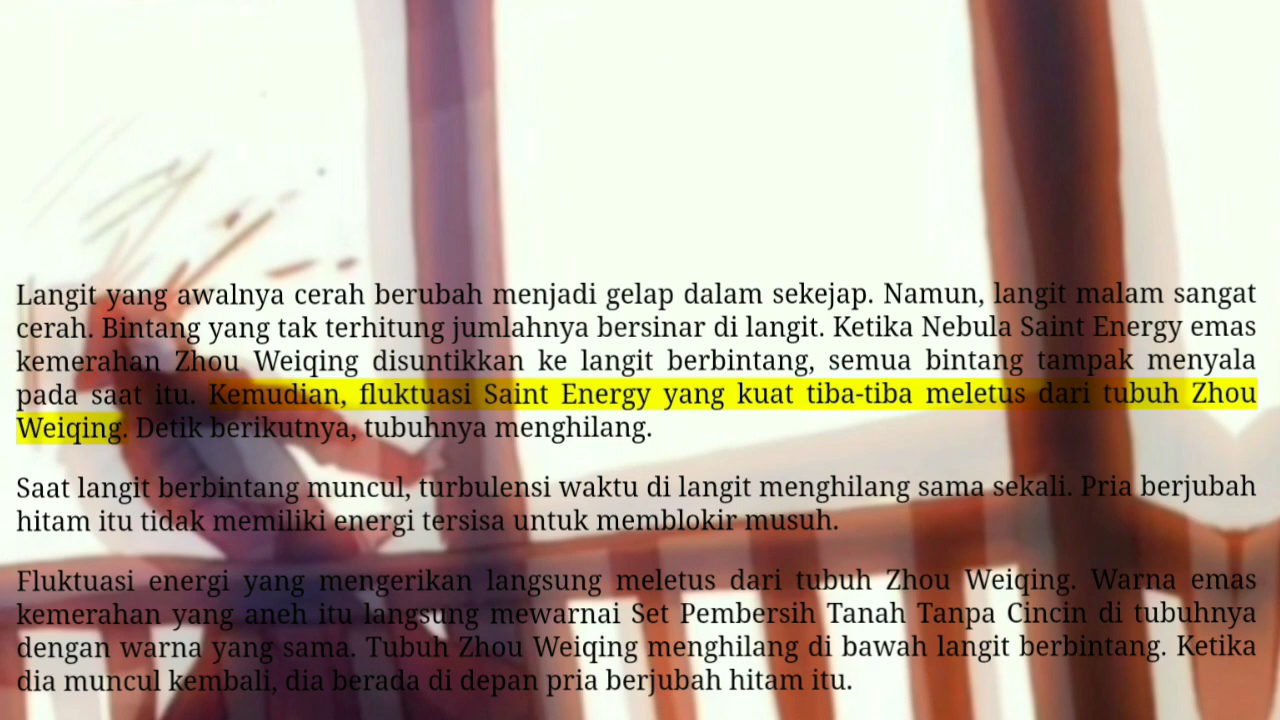 Langit yang awalnya cerah berubah menjadi gelap dalam sekejap. Namun, langit malam sangat
cerah. Bintang yang tak terhitung jumlahnya bersinar di langit. Ketika Nebula Saint Energy emas
kemerahan Zhou Weiqing disuntikkan ke langit berbintang, semua bintang tampak menyala
pada saat itu. Kemudian, fluktuasi Saint Energy yang kuat tiba-tiba meletus dari tubuh Zhou
Weiqing. Detik berikutnya, tubuhnya menghilang.
Saat langit berbintang muncul, turbulensi waktu di langit menghilang sama sekali. Pria berjubah
hitam itu tidak memiliki energi tersisa untuk memblokir musuh.
Fluktuasi energi yang mengerikan langsung meletus dari tubuh Zhou Weiqing. Warna emas
kemerahan yang aneh itu langsung mewarnai Set Pembersih Tanah Tanpa Cincin di tubuhnya
dengan warna yang sama. Tubuh Zhou Weiqing menghilang di bawah langit berbintang. Ketika
dia muncul kembali, dia berada di depan pria berjubah hitam itu.